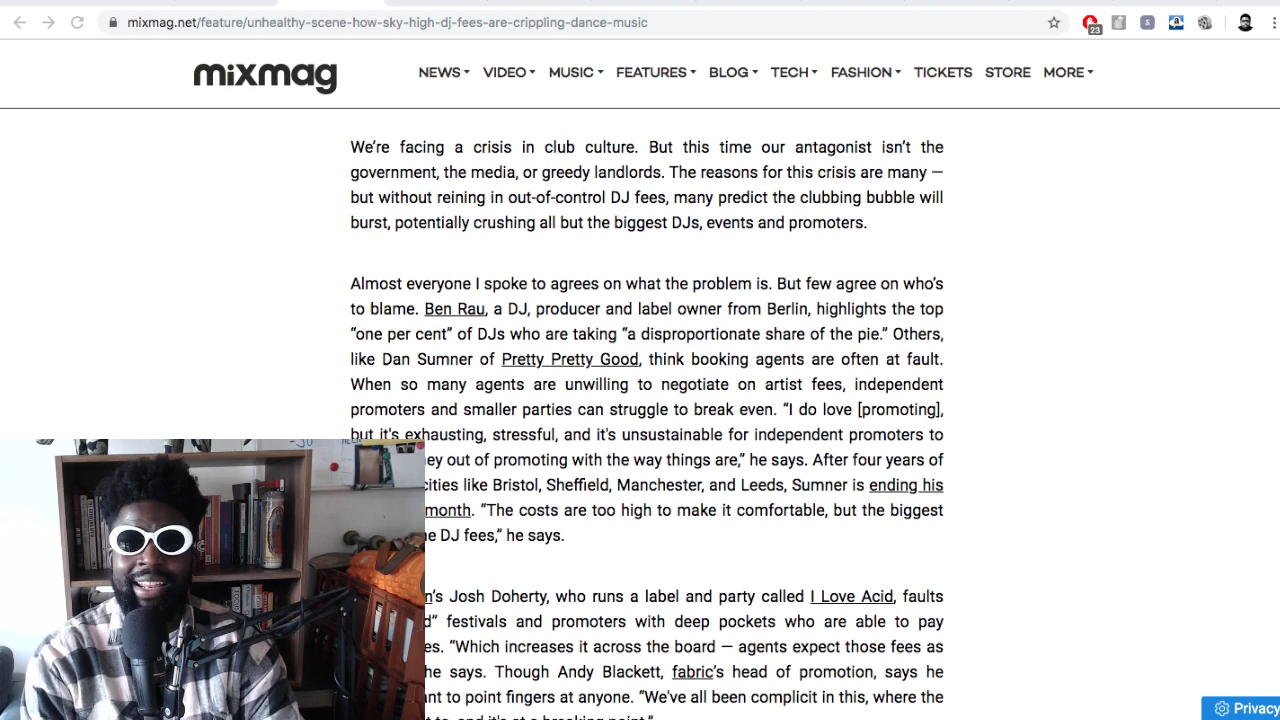 mixmag.net/feature/unhealthy-scene-how-sky-high-dj-fees-are-crippling-dance-music
23
mixmag
NEWS VIDEO MUSIC FEATURES BLOG TECH FASHION TICKETS STORE MORE
We’re facing a crisis in club culture. But this time our antagonist isn’t the
government, the media, or greedy landlords. The reasons for this crisis are many —
but without reining in out-of-control DJ fees, many predict the clubbing bubble will
burst, potentially crushing all but the biggest DJs, events and promoters.
Almost everyone I spoke to agrees on what the problem is. But few agree on who’s
to blame. Ben Rau, a DJ, producer and label owner from Berlin, highlights the top
“one per cent” of DJs who are taking “a disproportionate share of the pie.” Others,
like Dan Sumner of Pretty Pretty Good, think booking agents are often at fault.
When so many agents are unwilling to negotiate on artist fees, independent
promoters and smaller parties can struggle to break even. “I do love [promoting],
but it's exhausting, stressful, and it's unsustainable for independent promoters to
ey out of promoting with the way things are,” he says. After four years of
cities like Bristol, Sheffield, Manchester, and Leeds, Sumner is ending his
month. “The costs are too high to make it comfortable, but the biggest
e DJ fees,” he says.
n’s Josh Doherty, who runs a label and party called I Love Acid, faults
d” festivals and promoters with deep pockets who are able to pay
es. “Which increases it across the board — agents expect those fees as
he says. Though Andy Blackett, fabric’s head of promotion, says he
nt to point fingers at anyone. “We've all been complicit in this, where the
Privacy